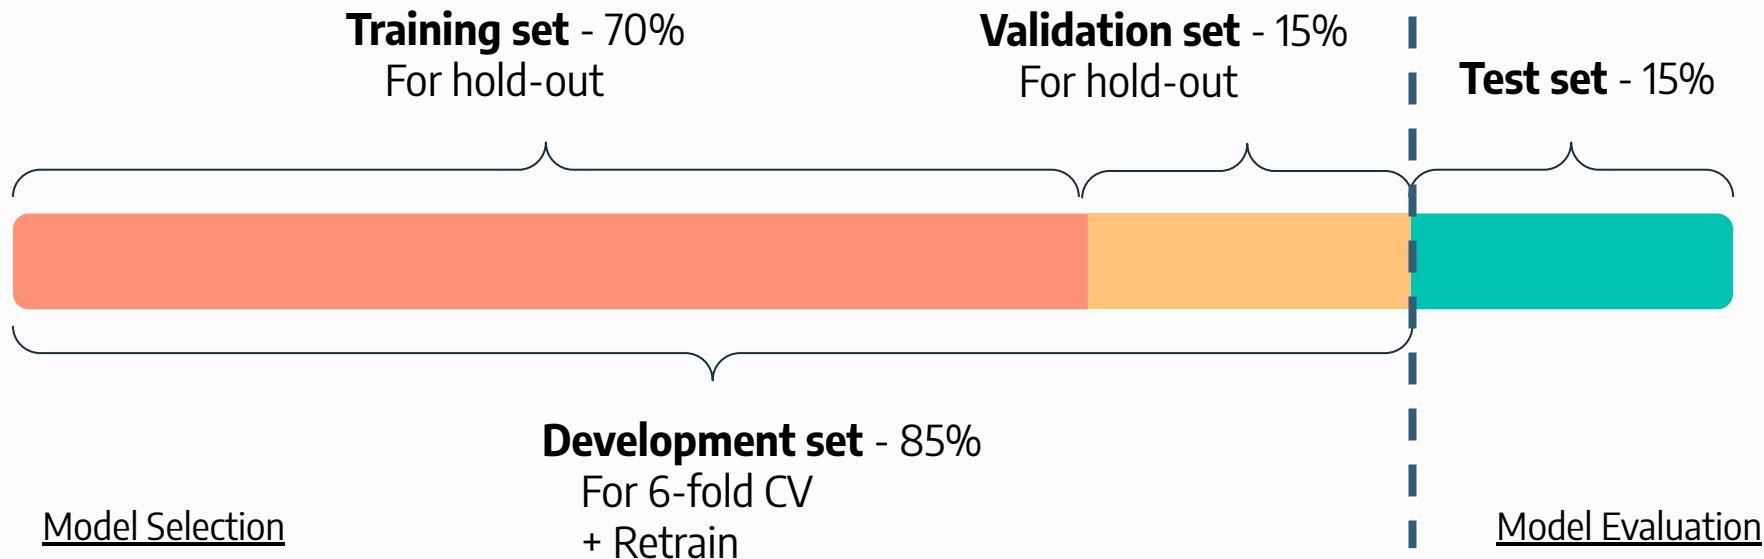 Training set - 70%
For hold-out
Validation set - 15%
For hold-out
Test set - 15%
Development set - 85%
For 6-fold CV
+ Retrain
Model Selection
Model Evaluation